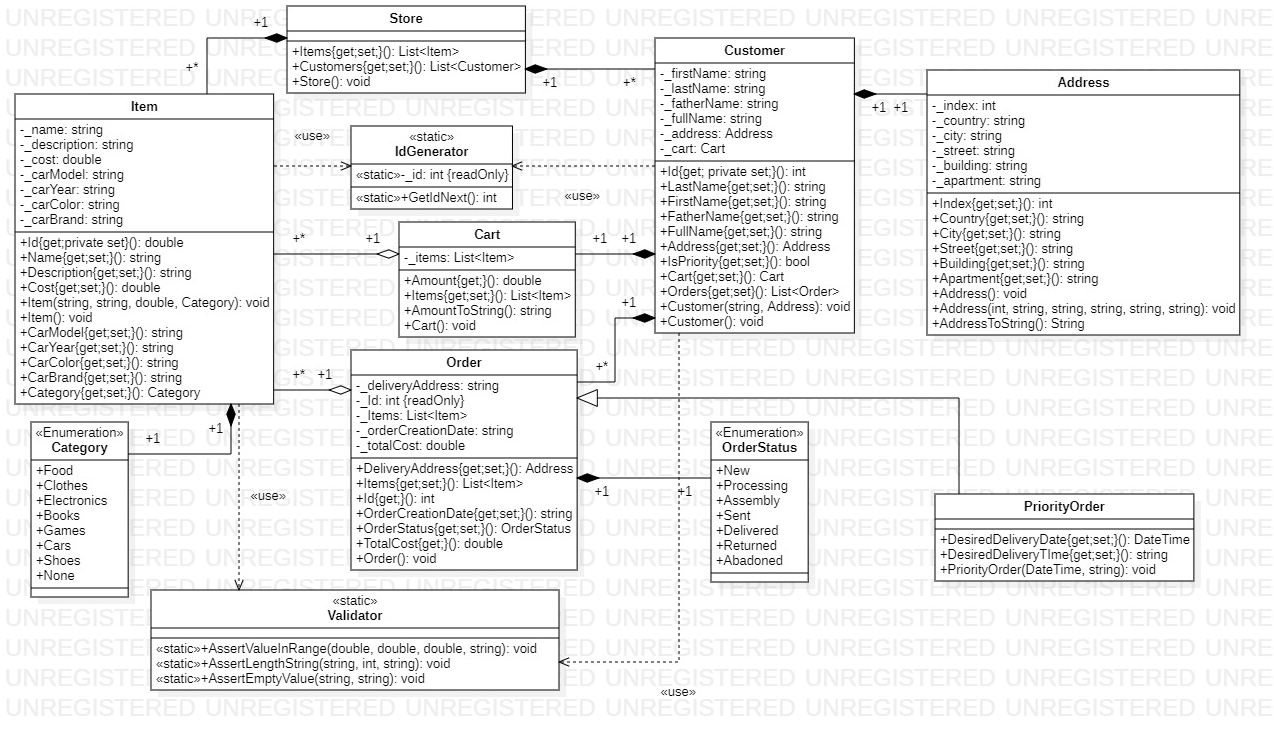 Store
+Items{get;set;}(): List<Item>
+Customers{get;set;}(): List<Customer>
+Store(): void
+1
+*
+1
+*
Customer
-_firstName: string
-_lastName: string
-_fatherName: string
-_fullName: string
-_address: Address
-_cart: Cart
+Id{get; private set;}(): int
+LastName{get;set;}(): string
+FirstName{get;set;}(): string
+FatherName{get;set;}(): string
+FullName{get;set;}(): string
+Address{get;set;}(): Address
+IsPriority{get;set;}(): bool
+Cart{get;set;}(): Cart
+Orders{get;set}(): List<Order>
+Customer(string, Address): void
+Customer(): void
+1 +1
Address
-_index: int
-_country: string
-_city: string
-_street: string
-_building: string
-_apartment: string
+Index{get;set;}(): int
+Country{get;set;}(): string
+City{get;set;}(): string
+Street{get;set;}(): string
+Building{get;set;}(): string
+Apartment{get;set;}(): string
+Address(): void
+Address(int, string, string, string, string, string): void
+AddressToString(): String
Item
-_name: string
-_description: string
-_cost: double
-_carModel: string
-_carYear: string
-_carColor: string
-_carBrand: string
+Id{get;private set}(): double
+Name{get;set;}(): string
+Description{get;set;}(): string
+Cost{get;set;}(): double
+Item(string, string, double, Category): void
+Item(): void
+CarModel{get;set;}(): string
+CarYear{get;set;}(): string
+CarColor{get;set;}(): string
+CarBrand{get;set;}(): string
+Category{get;set;}(): Category
«use»
«static»
IdGenerator
«static»-_id: int {readOnly}
«static»+GetIdNext(): int
«use»
Cart
-_items: List<Item>
+Amount{get;}(): double
+Items{get;set;}(): List<Item>
+AmountToString(): string
+Cart(): void
+* +1
+1 +1
+1
+*
Order
-_deliveryAddress: string
-_Id: int {readOnly}
-_Items: List<Item>
-_orderCreationDate: string
-_totalCost: double
+DeliveryAddress{get;set;}(): Address
+Items{get;set;}(): List<Item>
+Id{get;}(): int
+OrderCreationDate{get;set;}(): string
+OrderStatus{get;set;}(): OrderStatus
+TotalCost{get;}(): double
+Order(): void
+* +1
+1
+1
«Enumeration»
Category
+Food
+Clothes
+Electronics
+Books
+Games
+Cars
+Shoes
+None
+1
+1
«use»
«Enumeration»
OrderStatus
+New
+Processing
+Assembly
+Sent
+Delivered
+Returned
+Abadoned
PriorityOrder
+DesiredDeliveryDate{get;set;}(): DateTime
+DesiredDeliveryTIme{get;set;}(): string
+PriorityOrder(DateTime, string): void
«static»
Validator
«static»+AssertValueInRange(double, double, double, string): void
«static»+AssertLengthString(string, int, string): void
«static»+AssertEmptyValue(string, string): void
«use»
UNREGISTERED UNREGISTERED UNREGISTERED UNREGISTERED UNREGISTERED UNREGISTERED UNRE